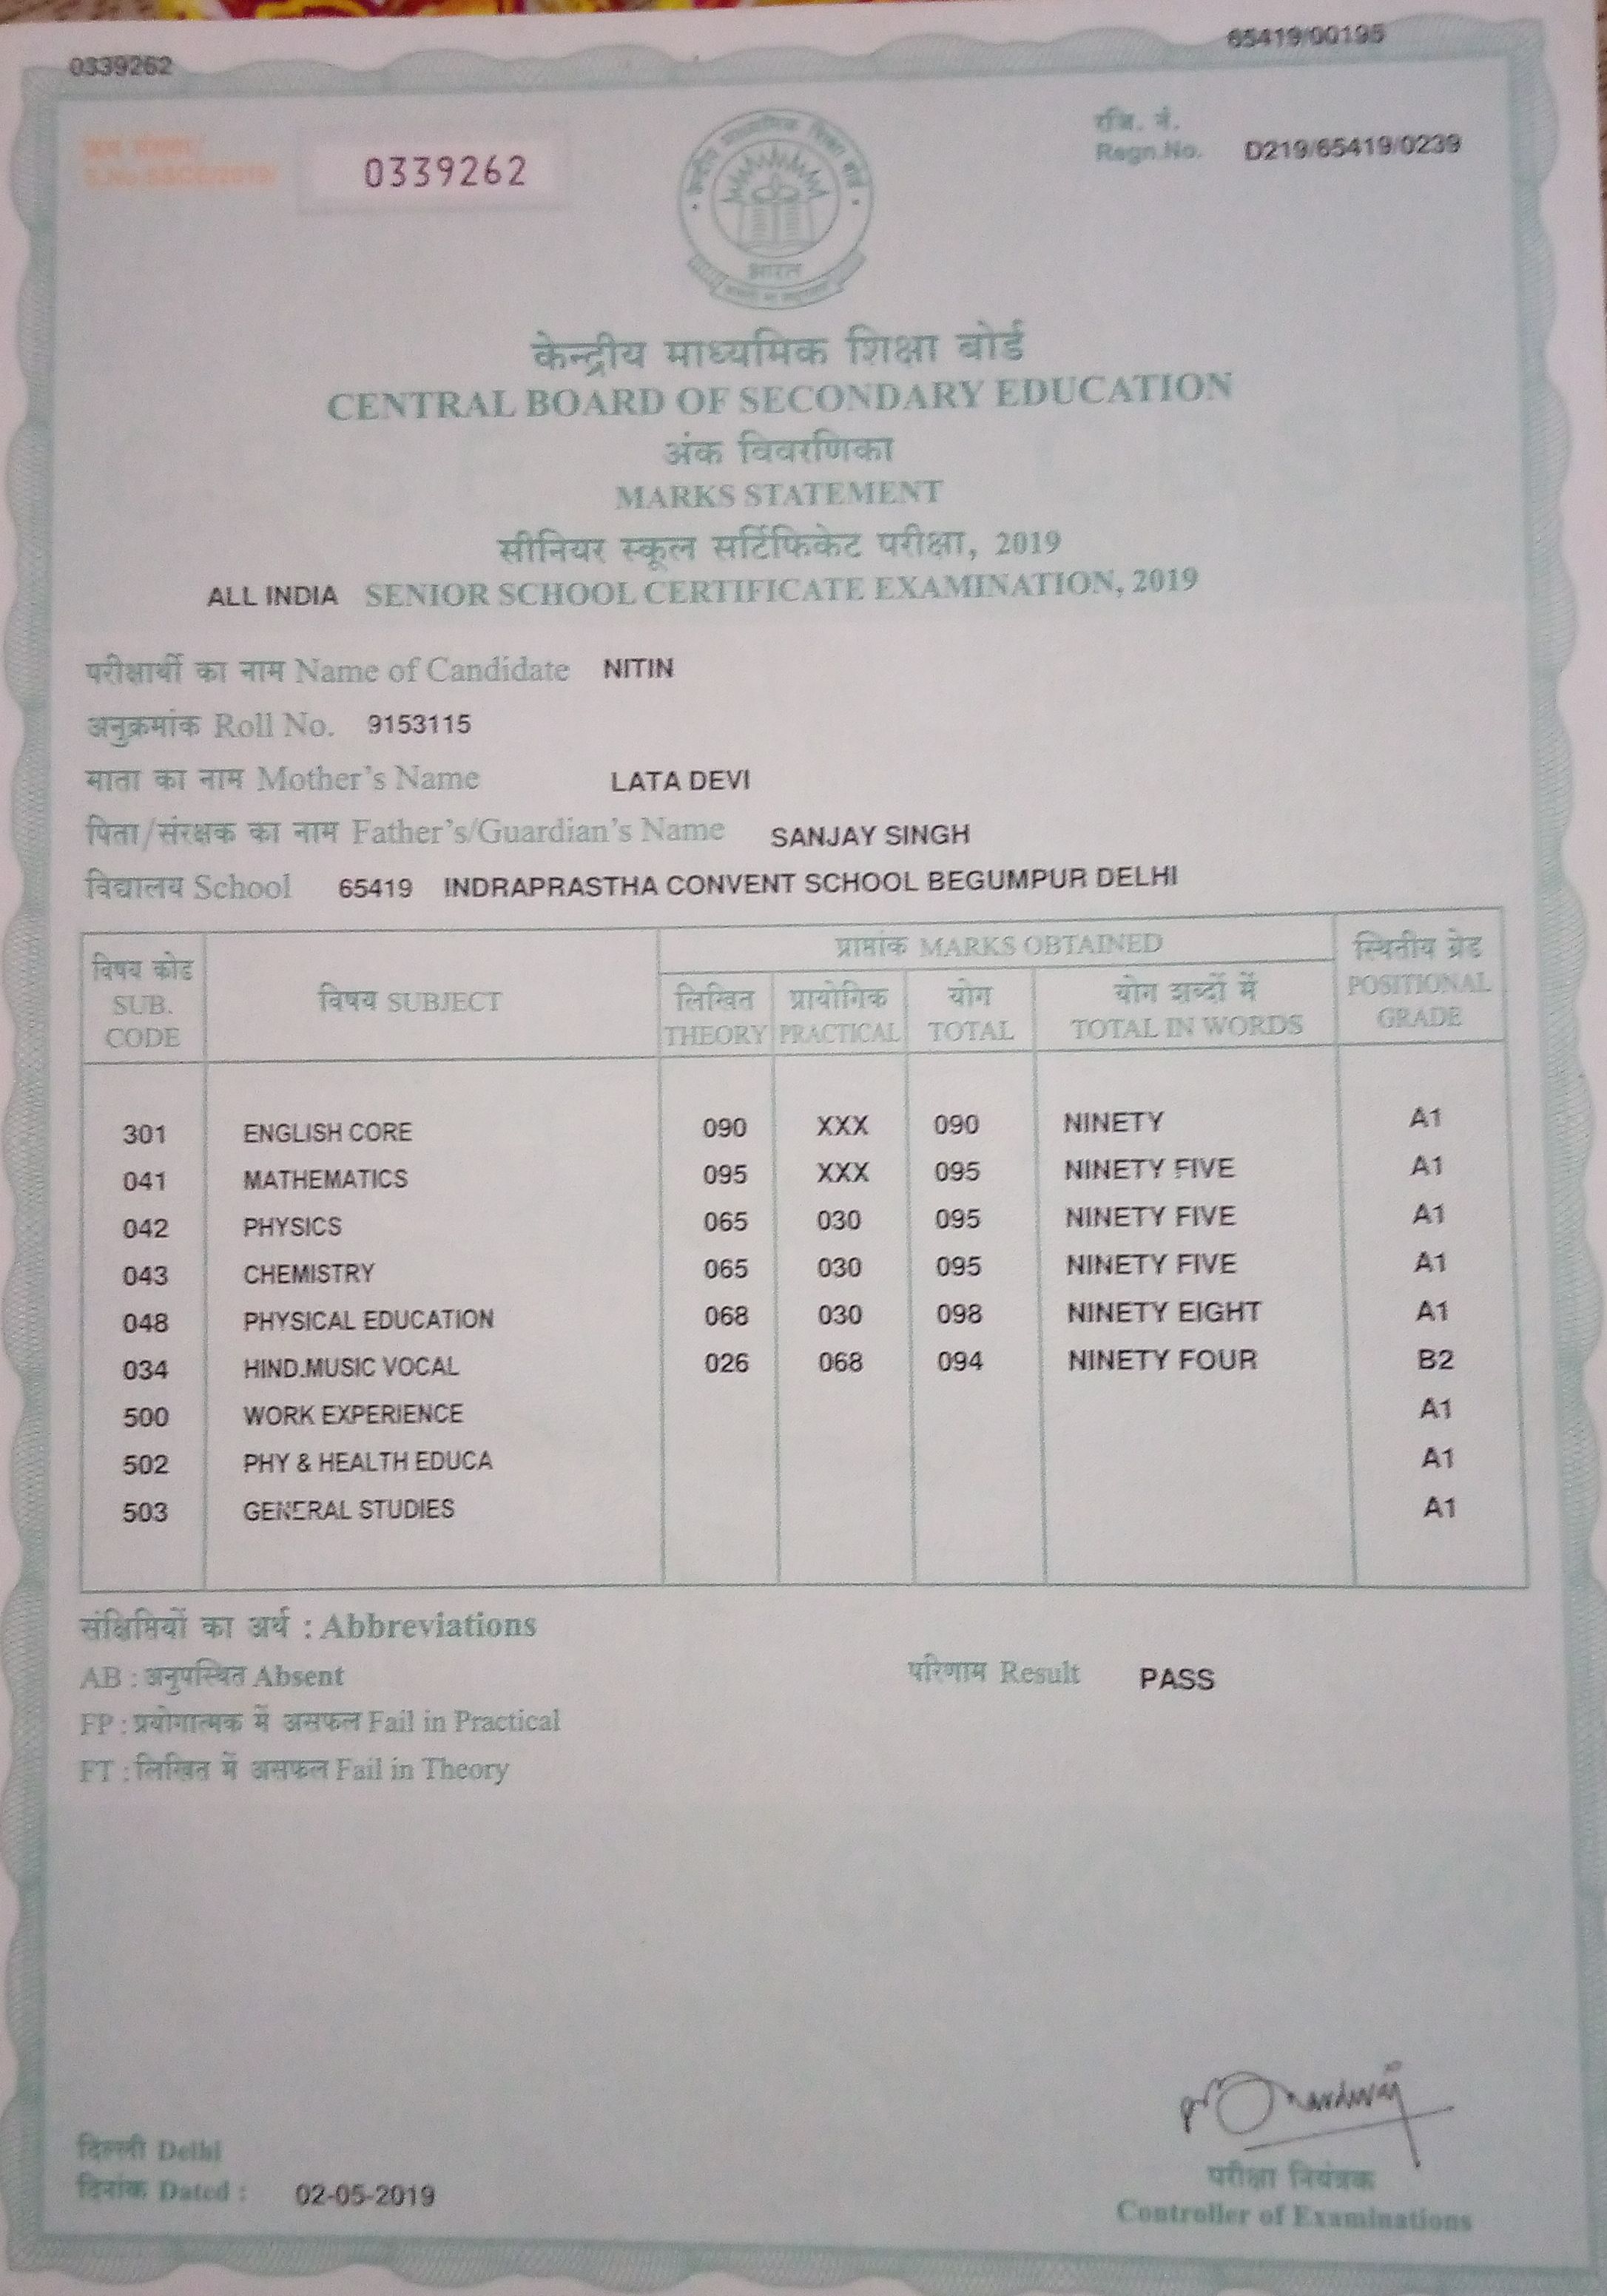 0339262
65419/00195
0339262
रजि. नं.
Regn.No. D219/65419/0239
भारत
केन्द्रीय माध्यमिक शिक्षा बोर्ड
CENTRAL BOARD OF SECONDARY EDUCATION
अंक विवरणिका
MARKS STATEMENT
सीनियर स्कूल सर्टिफिकेट परीक्षा, 2019
ALL INDIA SENIOR SCHOOL CERTIFICATE EXAMINATION, 2019
परीक्षार्थी का नाम Name of Candidate NITIN
अनुक्रमांक Roll No. 9153115
माता का नाम Mother's Name LATA DEVI
पिता/संरक्षक का नाम Father's/Guardian's Name SANJAY SINGH
विद्यालय School 65419 INDRAPRASTHA CONVENT SCHOOL BEGUMPUR DELHI
विषय कोड SUB. CODE विषय SUBJECT प्राप्तांक MARKS OBTAINED स्थितीय ग्रेड POSITIONAL GRADE
लिखित THEORY प्रायोगिक PRACTICAL योग TOTAL योग शब्दों में TOTAL IN WORDS
301 ENGLISH CORE 090 XXX 090 NINETY A1
041 MATHEMATICS 095 XXX 095 NINETY FIVE A1
042 PHYSICS 065 030 095 NINETY FIVE A1
043 CHEMISTRY 065 030 095 NINETY FIVE A1
048 PHYSICAL EDUCATION 068 030 098 NINETY EIGHT A1
034 HIND.MUSIC VOCAL 026 068 094 NINETY FOUR B2
500 WORK EXPERIENCE A1
502 PHY & HEALTH EDUCA A1
503 GENERAL STUDIES A1
संक्षिप्तियों का अर्थ : Abbreviations
AB : अनुपस्थित Absent
परिणाम Result PASS
FP : प्रयोगात्मक में असफल Fail in Practical
FT : लिखित में असफल Fail in Theory
दिल्ली Delhi
दिनांक Dated : 02-05-2019
परीक्षा नियंत्रक
Controller of Examinations